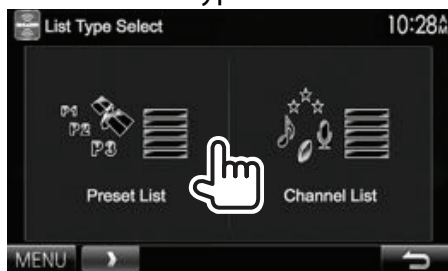 List Type Select
10:28
P1
P2
P3
Preset List
Channel List
MENU